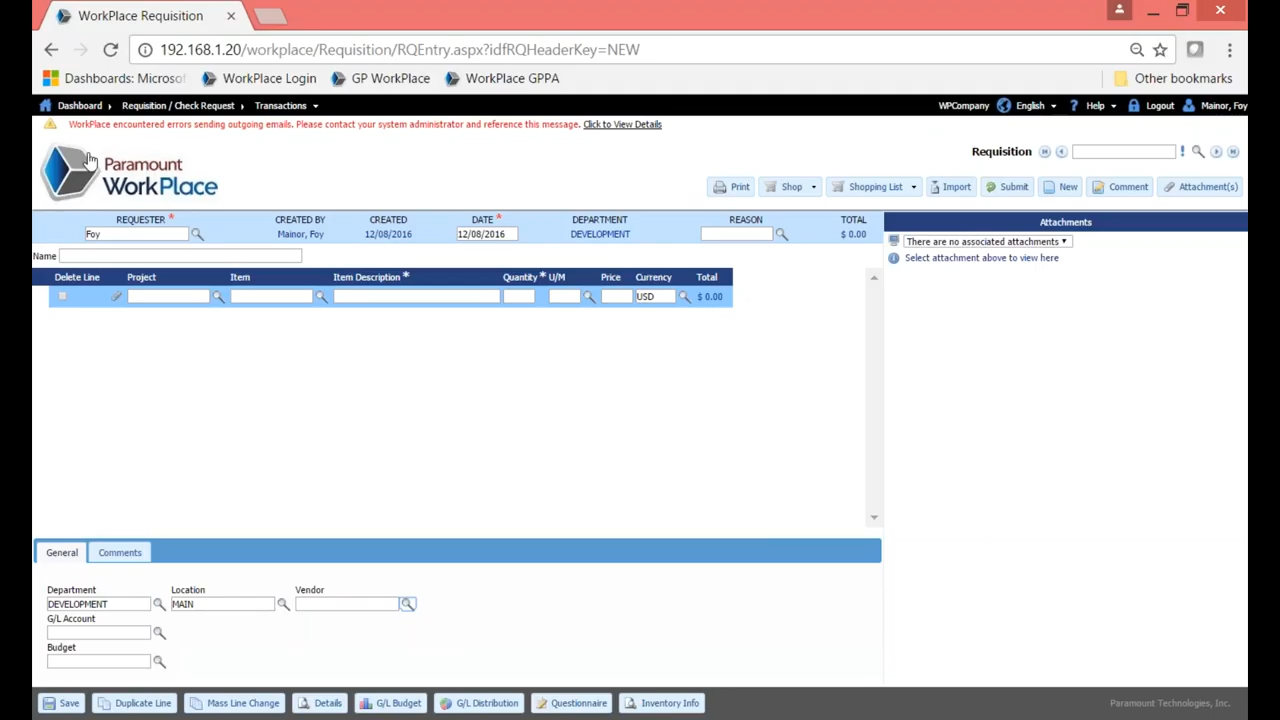 WorkPlace Requisition
192.168.1.20/workplace/Requisition/RQEntry.aspx?idfRQHeaderKey=NEW
Dashboards: Microsof WorkPlace Login GP WorkPlace WorkPlace GPPA Other bookmarks
Dashboard Requisition / Check Request Transactions WPCompany English Help Logout Mainor, Foy
WorkPlace encountered errors sending outgoing emails. Please contact your system administrator and reference this message. Click to View Details
Paramount
WorkPlace
Requisition
Print Shop Shopping List Import Submit New Comment Attachment(s)
REQUESTER * CREATED BY CREATED DATE * DEPARTMENT REASON TOTAL
Foy Mainor, Foy 12/08/2016 12/08/2016 DEVELOPMENT $ 0.00
Attachments
There are no associated attachments
Select attachment above to view here
Name
Delete Line Project Item Item Description * Quantity * U/M Price Currency Total
USD $ 0.00
General Comments
Department Location Vendor
DEVELOPMENT MAIN
G/L Account
Budget
Save Duplicate Line Mass Line Change Details G/L Budget G/L Distribution Questionnaire Inventory Info Paramount Technologies, Inc.